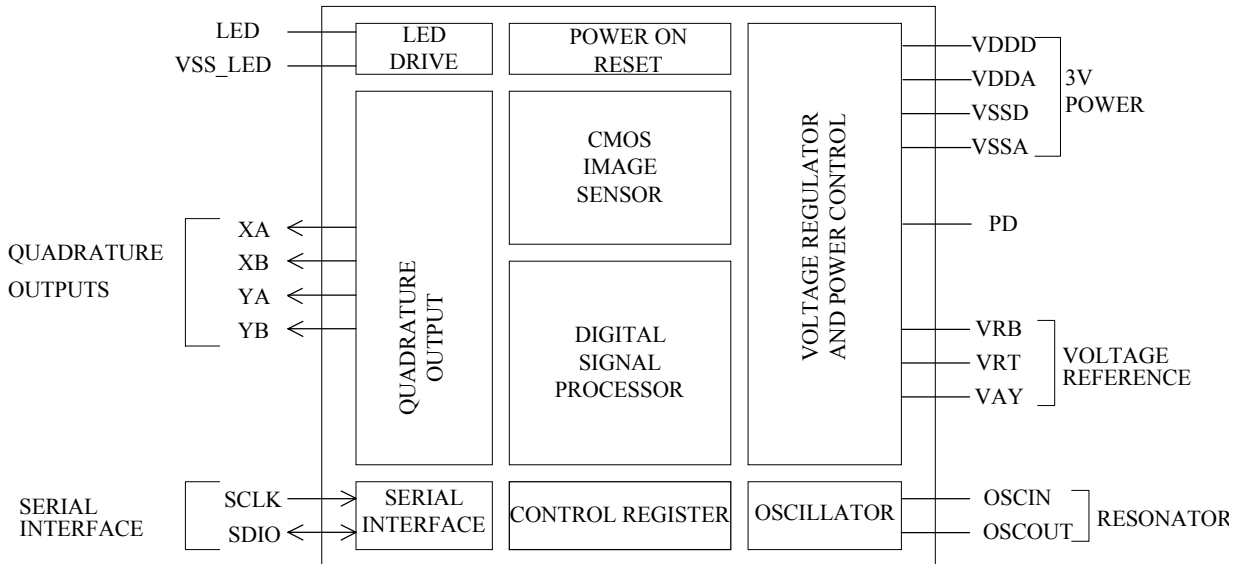 LED
VSS_LED
LED
DRIVE
POWER ON
RESET
CMOS
IMAGE
SENSOR
VOLTAGE REGULATOR
AND POWER CONTROL
VDDD
VDDA
VSSD
VSSA
3V
POWER
PD
QUADRATURE
OUTPUTS
XA
XB
YA
YB
QUADRATURE
OUTPUT
DIGITAL
SIGNAL
PROCESSOR
VRB
VRT
VAY
VOLTAGE
REFERENCE
SERIAL
INTERFACE
SCLK
SDIO
SERIAL
INTERFACE
CONTROL REGISTER
OSCILLATOR
OSCIN
OSCOUT
RESONATOR